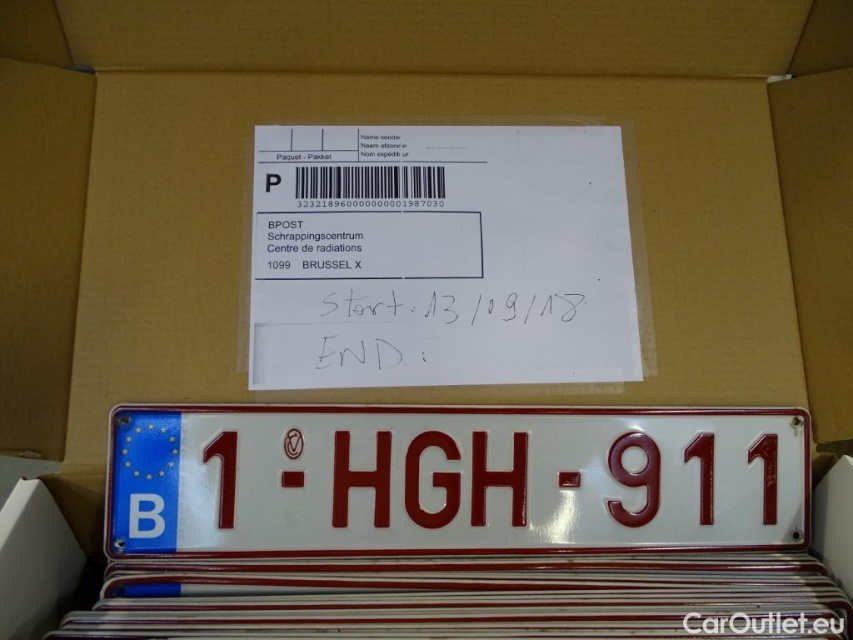 Name sender
Naam afzender
Nom expéditeur
Paquet - Pakket
P
323218960000000001987030
BPOST
Schrappingscentrum
Centre de radiations
1099 BRUSSEL X
Start: 13/09/18
END:
B 1-HGH-911
CarOutlet.eu